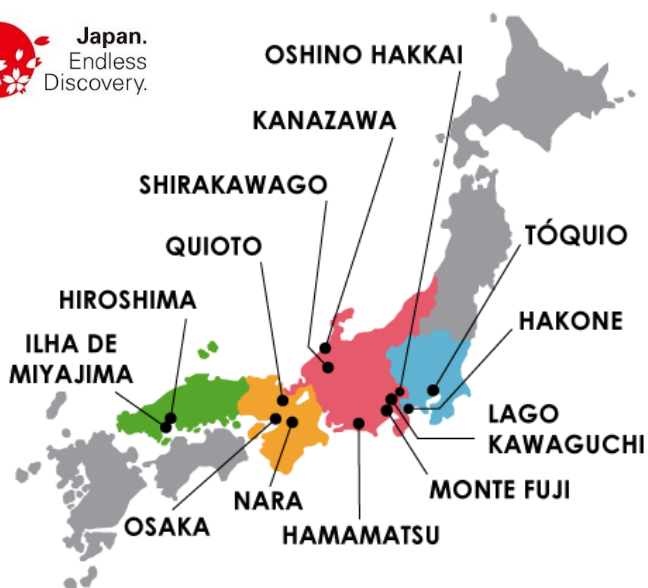 Japan.
Endless
Discovery.
OSHINO HAKKAI
KANAZAWA
SHIRAKAWAGO
QUIOTO
TÓQUIO
HIROSHIMA
HAKONE
ILHA DE
MIYAJIMA
LAGO
KAWAGUCHI
MONTE FUJI
NARA
OSAKA
HAMAMATSU